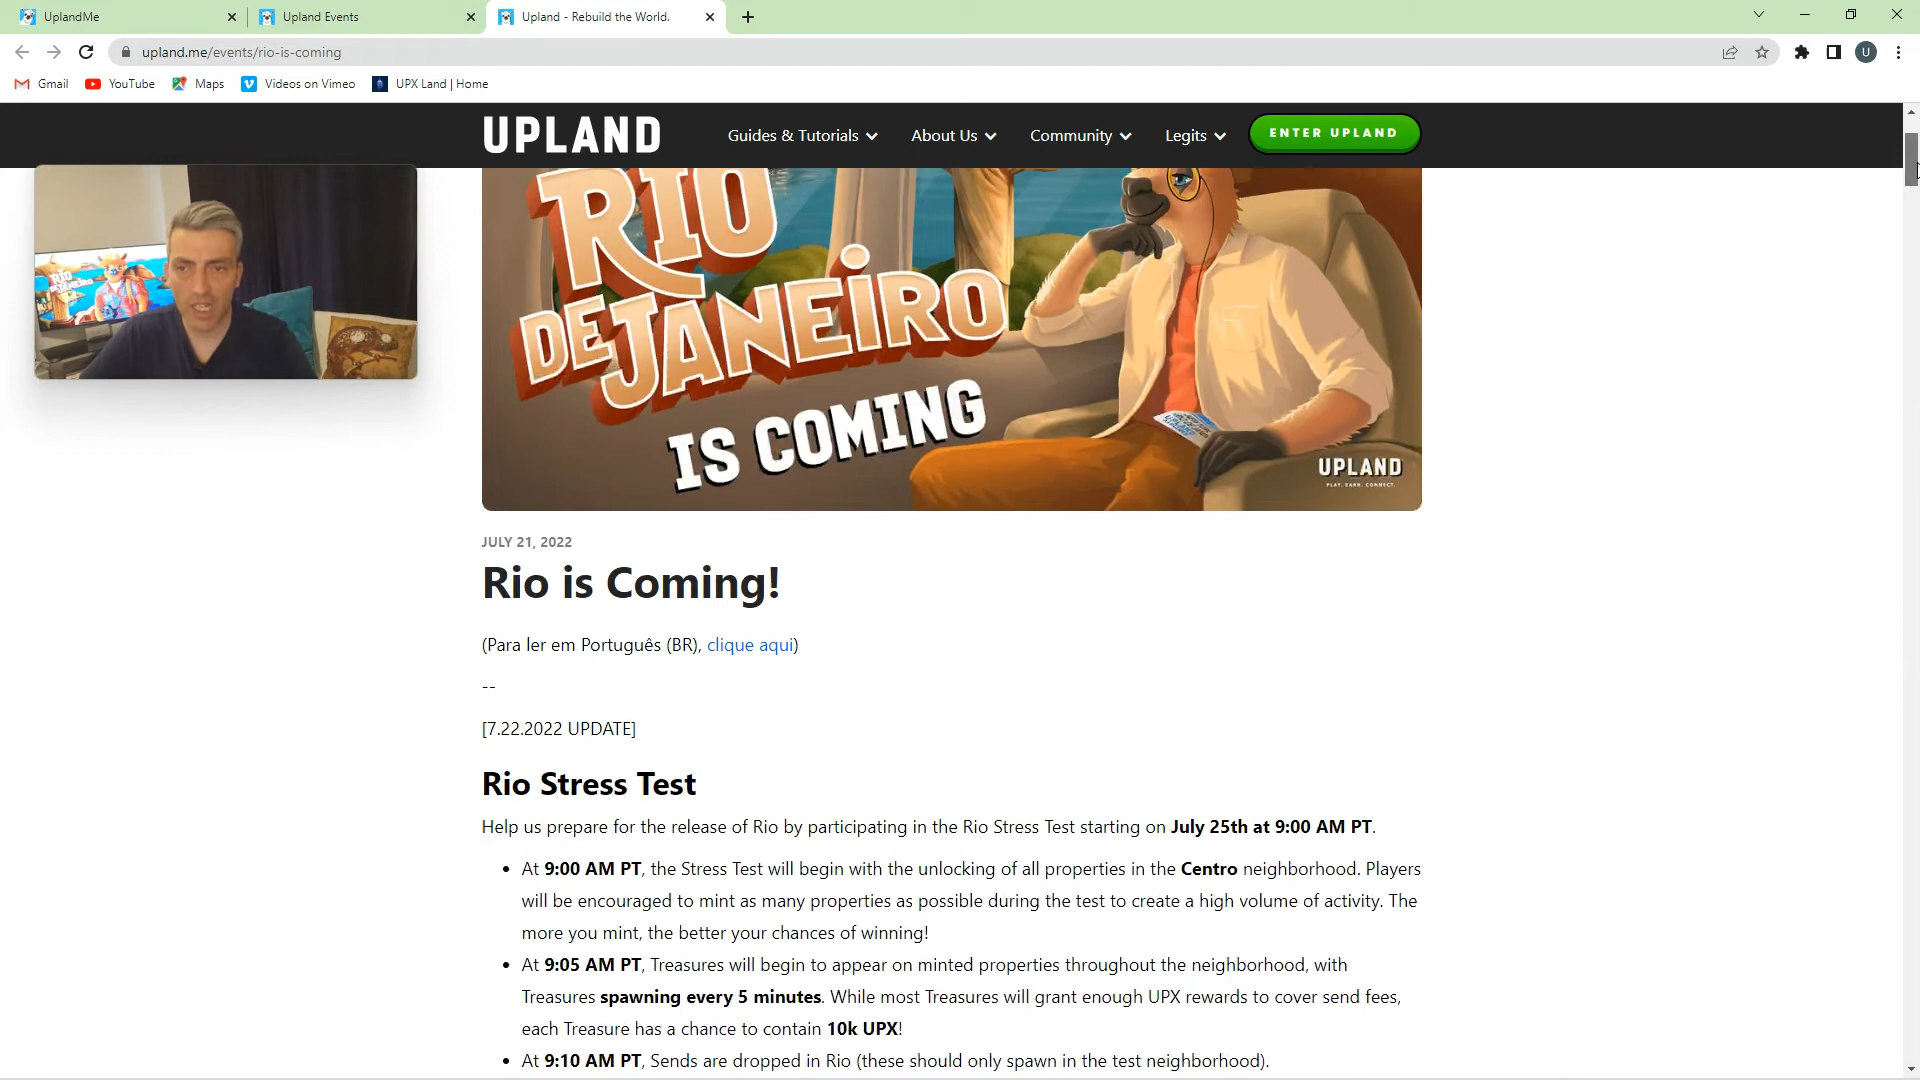 UplandMe
Upland Events
Upland - Rebuild the World.
upland.me/events/rio-is-coming
U
Gmail
YouTube
Maps
Videos on Vimeo
UPX Land | Home
UPLAND
Guides & Tutorials
About Us
Community
Legits
ENTER UPLAND
RIO
DE JANEIRO
RIO
DE JANEIRO
IS COMING
UPLAND
PLAY. EARN. CONNECT.
JULY 21, 2022
Rio is Coming!
(Para ler em Português (BR), clique aqui)
--
[7.22.2022 UPDATE]
Rio Stress Test
Help us prepare for the release of Rio by participating in the Rio Stress Test starting on July 25th at 9:00 AM PT.
• At 9:00 AM PT, the Stress Test will begin with the unlocking of all properties in the Centro neighborhood. Players
will be encouraged to mint as many properties as possible during the test to create a high volume of activity. The
more you mint, the better your chances of winning!
• At 9:05 AM PT, Treasures will begin to appear on minted properties throughout the neighborhood, with
Treasures spawning every 5 minutes. While most Treasures will grant enough UPX rewards to cover send fees,
each Treasure has a chance to contain 10k UPX!
• At 9:10 AM PT, Sends are dropped in Rio (these should only spawn in the test neighborhood).